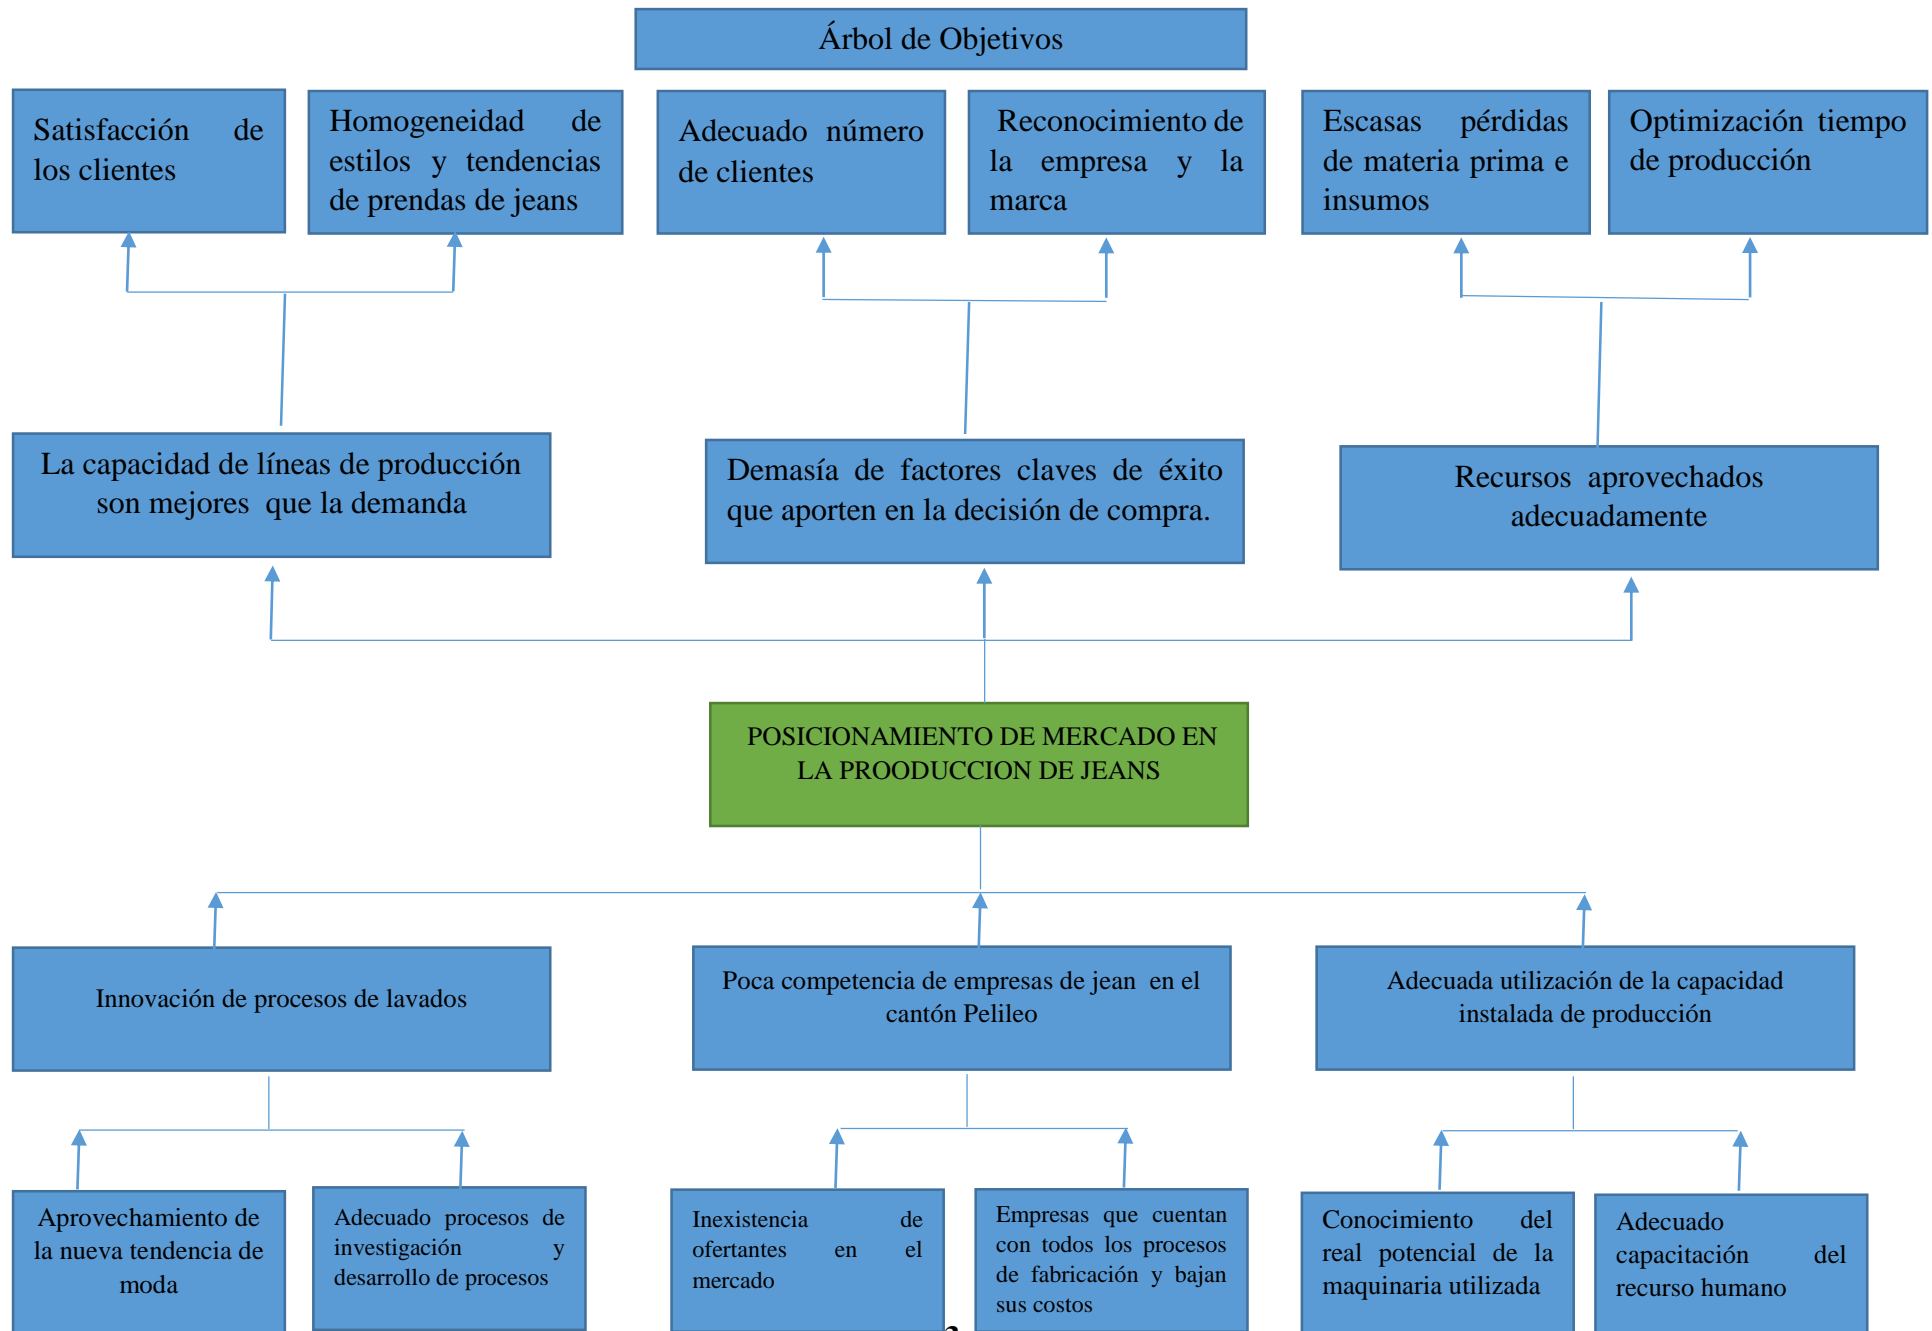 Árbol de Objetivos
Satisfacción de
los clientes
Homogeneidad de
estilos y tendencias
de prendas de jeans
Adecuado número
de clientes
Reconocimiento de
la empresa y la
marca
Escasas pérdidas
de materia prima e
insumos
Optimización tiempo
de producción
La capacidad de líneas de producción
son mejores que la demanda
Demasía de factores claves de éxito
que aporten en la decisión de compra.
Recursos aprovechados
adecuadamente
POSICIONAMIENTO DE MERCADO EN
LA PROODUCCION DE JEANS
Innovación de procesos de lavados
Poca competencia de empresas de jean en el
cantón Pelileo
Adecuada utilización de la capacidad
instalada de producción
Aprovechamiento de
la nueva tendencia de
moda
Adecuado procesos de
investigación y
desarrollo de procesos
Inexistencia de
ofertantes en el
mercado
Empresas que cuentan
con todos los procesos
de fabricación y bajan
sus costos
Conocimiento del
real potencial de la
maquinaria utilizada
Adecuado
capacitación del
recurso humano